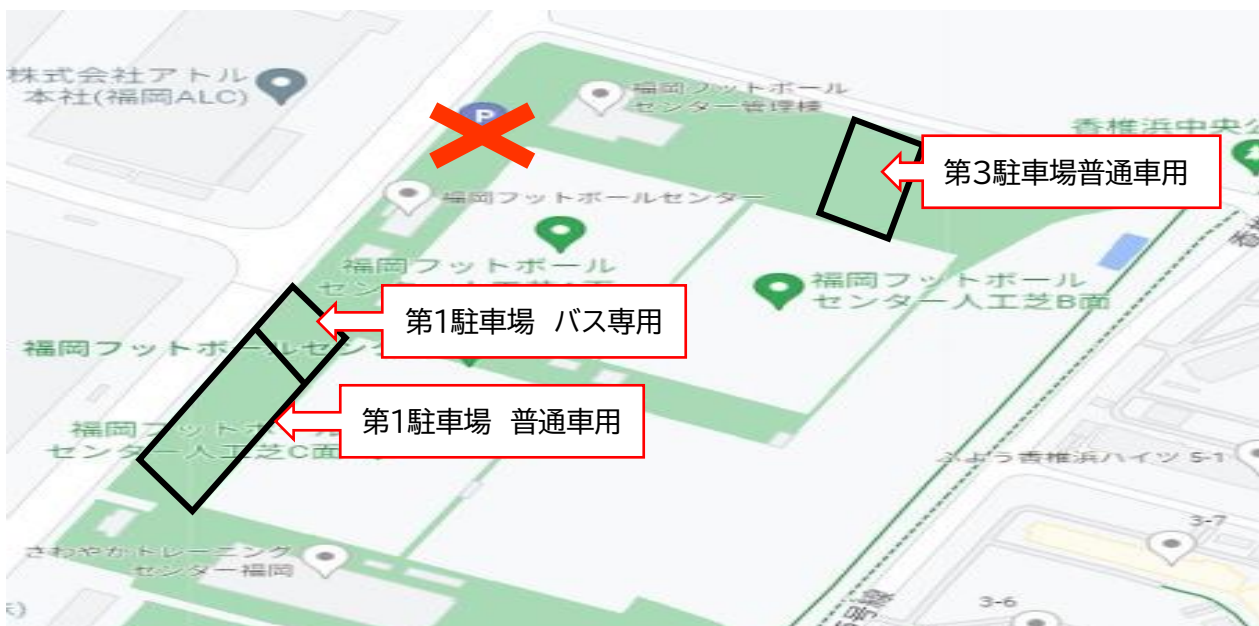 株式会社アトル
本社(福岡ALC)
P
福岡フットボール
センター管理棟
香椎浜中央公
第3駐車場普通車用
福岡フットボールセンター
福岡フットボール
福岡フットボール
センター人工芝B面
第1駐車場 バス専用
福岡フットボールセン
第1駐車場 普通車用
福岡フットボール
センター人工芝C面
ふよう香椎浜ハイツ 5-1
3-7
さわやかトレーニング
センター福岡
3-6
号線